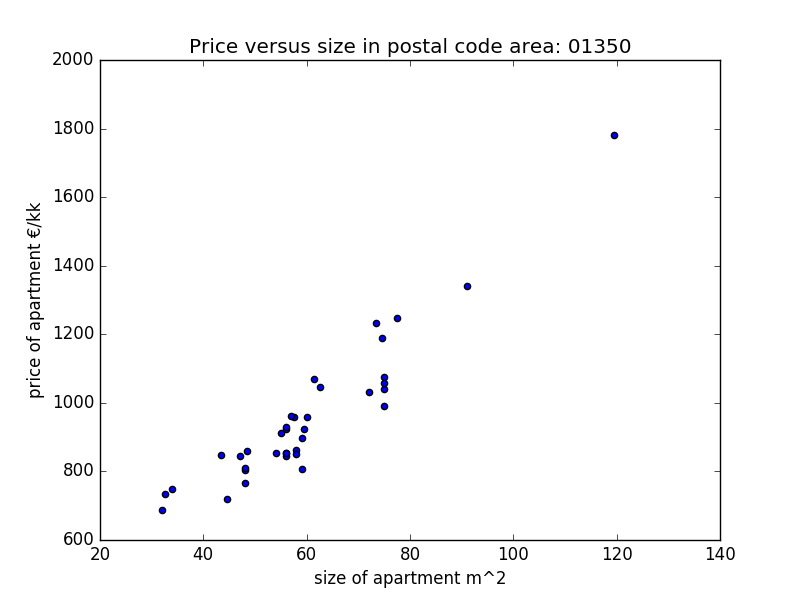 Price versus size in postal code area: 01350
2000
1800
1600
1400
1200
1000
800
600
price of apartment €/kk
20 40 60 80 100 120 140
size of apartment m^2